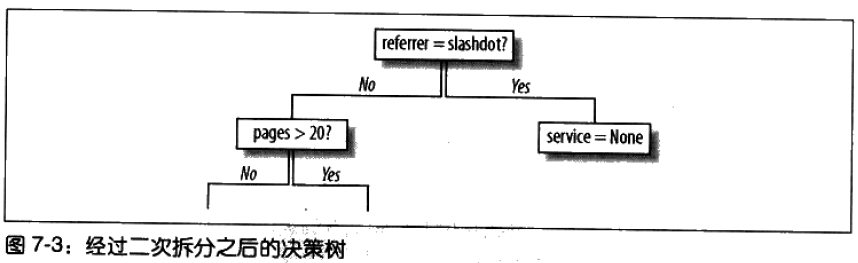 referrer = slashdot?
No
Yes
pages > 20?
service = None
No
Yes
图 7-3：经过二次拆分之后的决策树